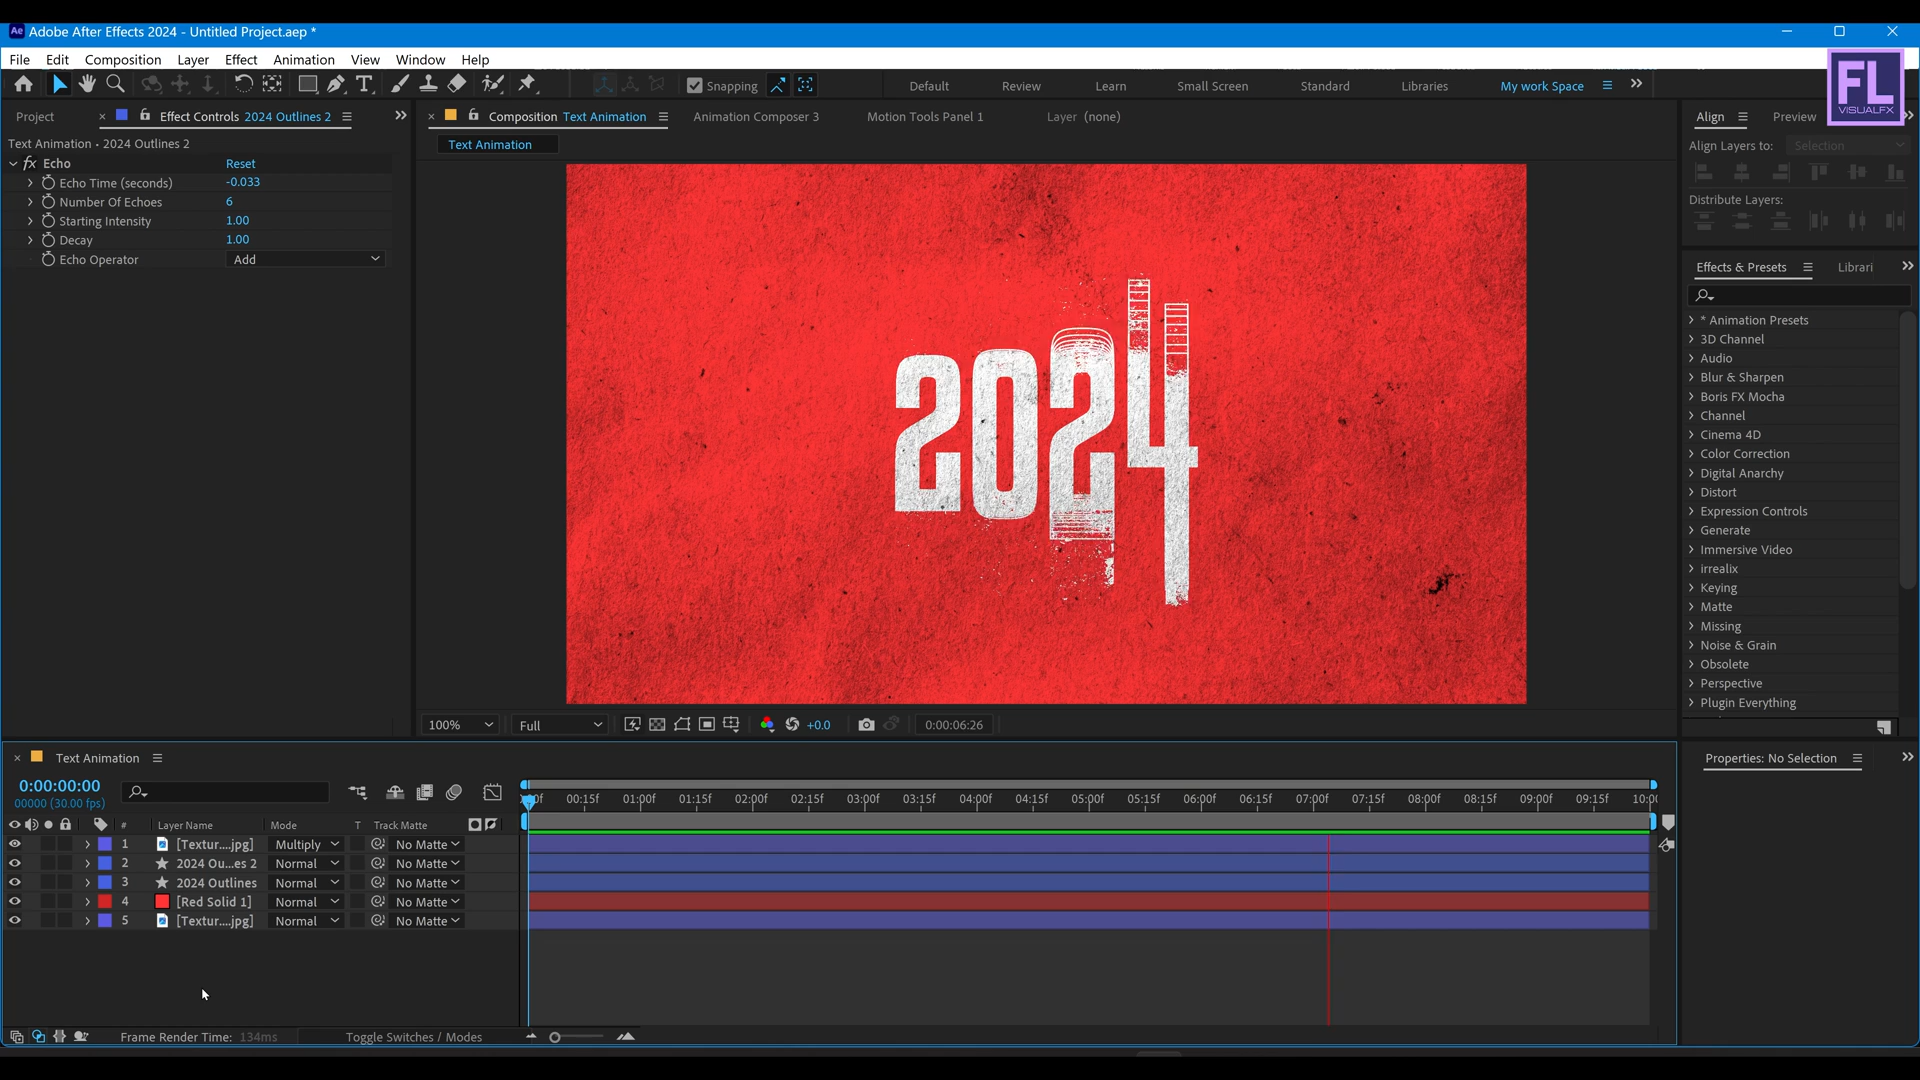 Adobe After Effects 2024 - Untitled Project.aep *
File Edit Composition Layer Effect Animation View Window Help
Snapping Default Review Learn Small Screen Standard Libraries My work Space
FL
VISUALFX
Project Effect Controls 2024 Outlines 2
Composition Text Animation Animation Composer 3 Motion Tools Panel 1 Layer (none)
Align Preview
Text Animation • 2024 Outlines 2
fx Echo Reset
Echo Time (seconds) -0.033
Number Of Echoes 6
Starting Intensity 1.00
Decay 1.00
Echo Operator Add
Text Animation
2024
100% Full +0.0 0:00:06:26
Align Layers to: Selection
Distribute Layers:
Effects & Presets Librari
* Animation Presets
3D Channel
Audio
Blur & Sharpen
Boris FX Mocha
Channel
Cinema 4D
Color Correction
Digital Anarchy
Distort
Expression Controls
Generate
Immersive Video
irrealix
Keying
Matte
Missing
Noise & Grain
Obsolete
Perspective
Plugin Everything
Text Animation
Properties: No Selection
0:00:00:00
00000 (30.00 fps)
00:15f 01:00f 01:15f 02:00f 02:15f 03:00f 03:15f 04:00f 04:15f 05:00f 05:15f 06:00f 06:15f 07:00f 07:15f 08:00f 08:15f 09:00f 09:15f
# Layer Name Mode T Track Matte
1 [Textur....jpg] Multiply No Matte
2 2024 Ou...es 2 Normal No Matte
3 2024 Outlines Normal No Matte
4 [Red Solid 1] Normal No Matte
5 [Textur....jpg] Normal No Matte
Frame Render Time: 134ms Toggle Switches / Modes